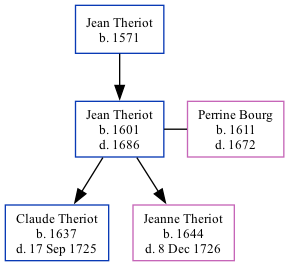 Jean Theriot
b. 1571
Jean Theriot
b. 1601
d. 1686
Perrine Bourg
b. 1611
d. 1672
Claude Theriot
b. 1637
d. 17 Sep 1725
Jeanne Theriot
b. 1644
d. 8 Dec 1726